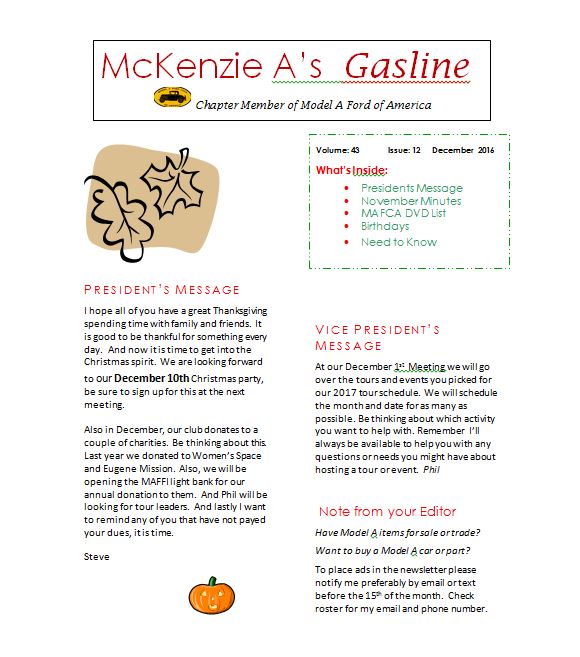 McKenzie A's Gasline
Chapter Member of Model A Ford of America
Volume: 43 Issue: 12 December 2016
What's Inside:
• Presidents Message
• November Minutes
• MAFCA DVD List
• Birthdays
• Need to Know
PRESIDENT'S MESSAGE
I hope all of you have a great Thanksgiving
spending time with family and friends. It
is good to be thankful for something every
day. And now it is time to get into the
Christmas spirit. We are looking forward
to our December 10th Christmas party,
be sure to sign up for this at the next
meeting.
Also in December, our club donates to a
couple of charities. Be thinking about this.
Last year we donated to Women's Space
and Eugene Mission. Also, we will be
opening the MAFFI light bank for our
annual donation to them. And Phil will be
looking for tour leaders. And lastly I want
to remind any of you that have not payed
your dues, it is time.
Steve
VICE PRESIDENT'S
MESSAGE
At our December 1st Meeting we will go
over the tours and events you picked for
our 2017 tour schedule. We will schedule
the month and date for as many as
possible. Be thinking about which activity
you want to help with. Remember I'll
always be available to help you with any
questions or needs you might have about
hosting a tour or event. Phil
Note from your Editor
Have Model A items for sale or trade?
Want to buy a Model A car or part?
To place ads in the newsletter please
notify me preferably by email or text
before the 15th of the month. Check
roster for my email and phone number.